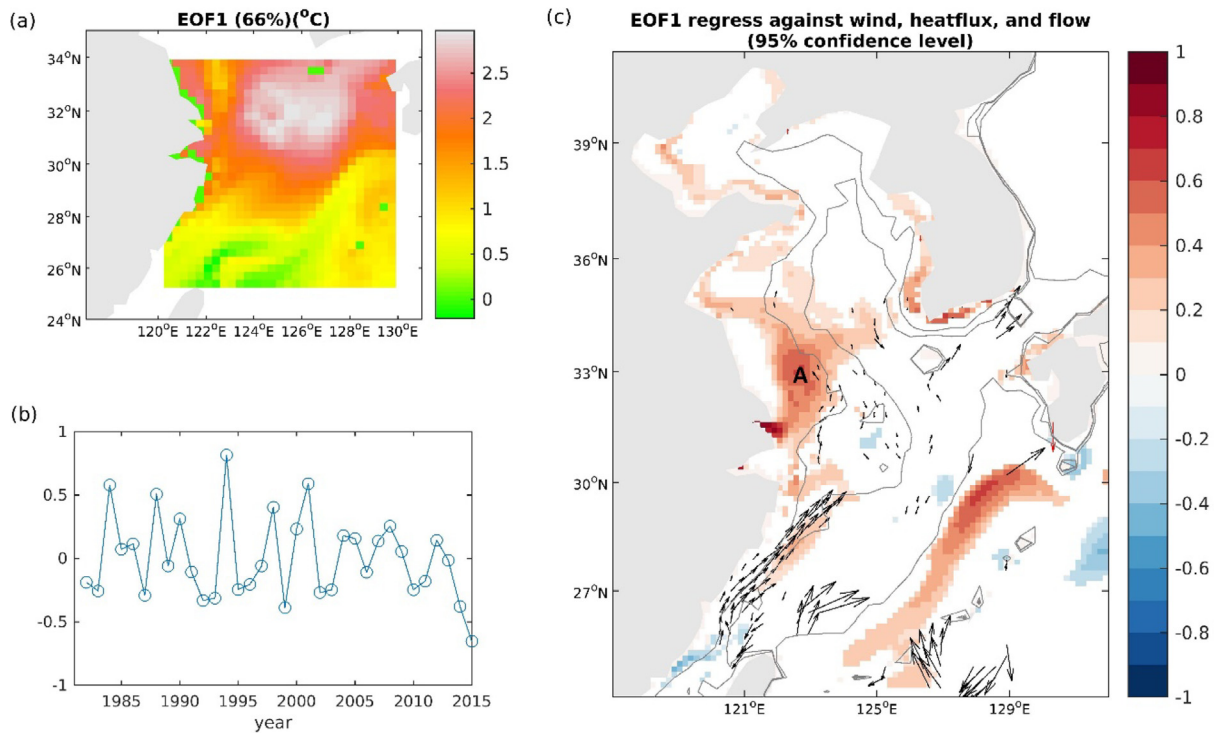 (a)
EOF1 (66%)(°C)
34°N
32°N
30°N
28°N
26°N
24°N
120°E 122°E 124°E 126°E 128°E 130°E
2.5
2
1.5
1
0.5
0
(b)
1
0.5
0
-0.5
-1
1985 1990 1995 2000 2005 2010 2015
year
(c)
EOF1 regress against wind, heatflux, and flow
(95% confidence level)
39°N
36°N
33°N
30°N
27°N
121°E 125°E 129°E
A
1
0.8
0.6
0.4
0.2
0
-0.2
-0.4
-0.6
-0.8
-1